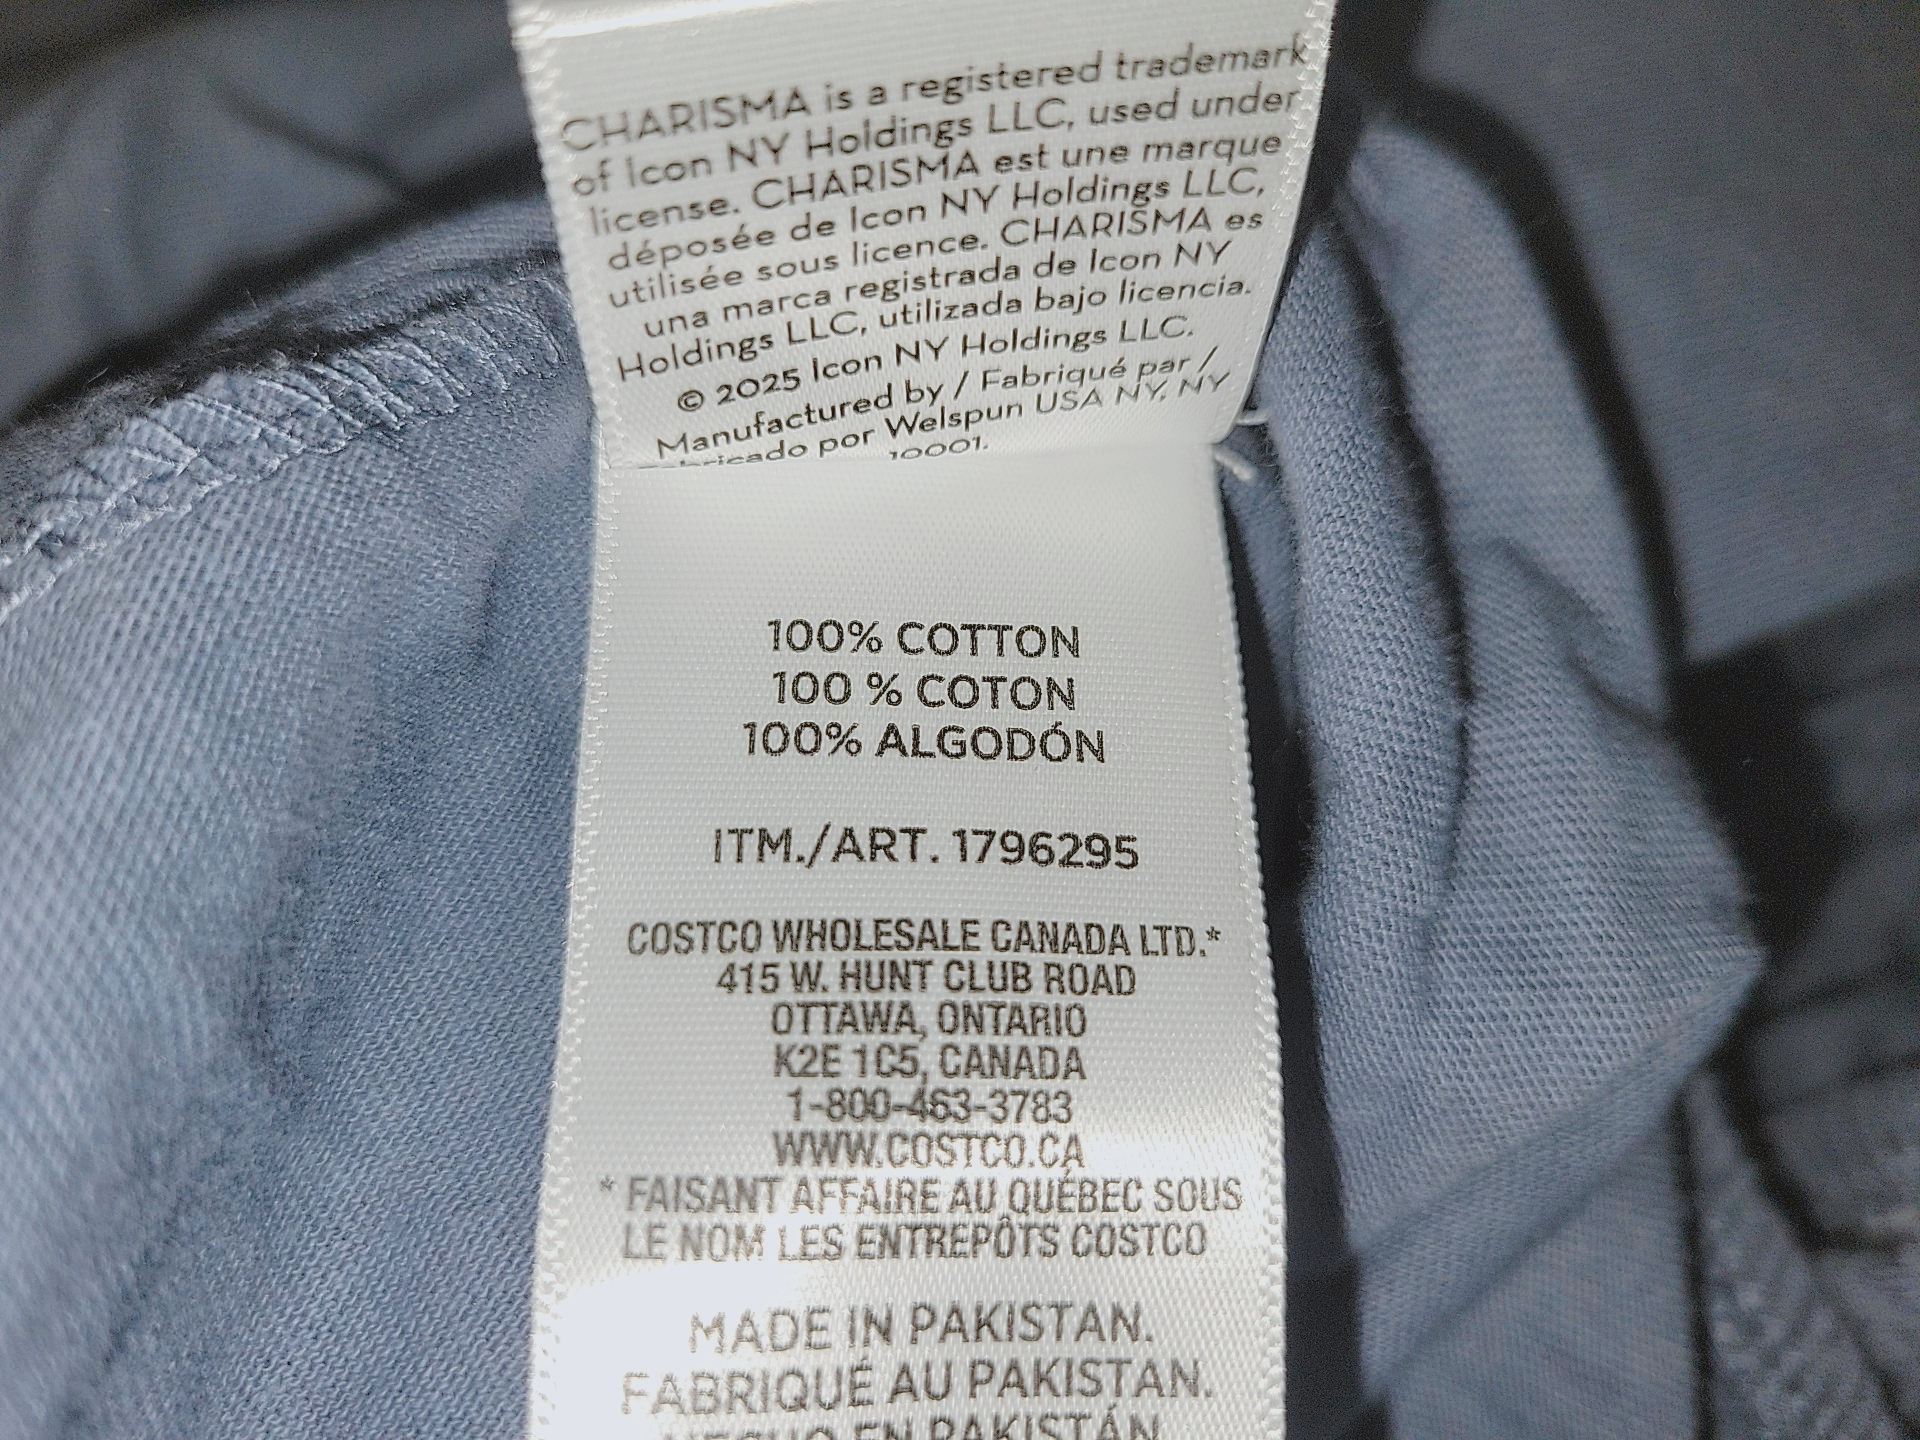 CHARISMA is a registered trademark
of Icon NY Holdings LLC, used under
license. CHARISMA est une marque
déposée de Icon NY Holdings LLC,
utilisée sous licence. CHARISMA es
una marca registrada de Icon NY
Holdings LLC, utilizada bajo licencia.
© 2025 Icon NY Holdings LLC.
Manufactured by / Fabriqué par /
por Welspun USA NY, NY
10001.
100% COTTON
100 % COTON
100% ALGODÓN
ITM./ART. 1796295
COSTCO WHOLESALE CANADA LTD.*
415 W. HUNT CLUB ROAD
OTTAWA, ONTARIO
K2E 1C5, CANADA
1-800-463-3783
WWW.COSTCO.CA
* FAISANT AFFAIRE AU QUÉBEC SOUS
LE NOM LES ENTREPÔTS COSTCO
MADE IN PAKISTAN.
FABRIQUÉ AU PAKISTAN.
EN PAKISTÁN